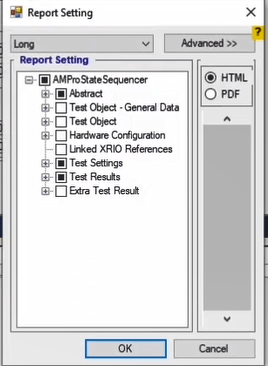 Report Setting
Long
Advanced >>
?
Report Setting
AMProStateSequencer
Abstract
Test Object - General Data
Test Object
Hardware Configuration
Linked XRIO References
Test Settings
Test Results
Extra Test Result
HTML
PDF
OK
Cancel